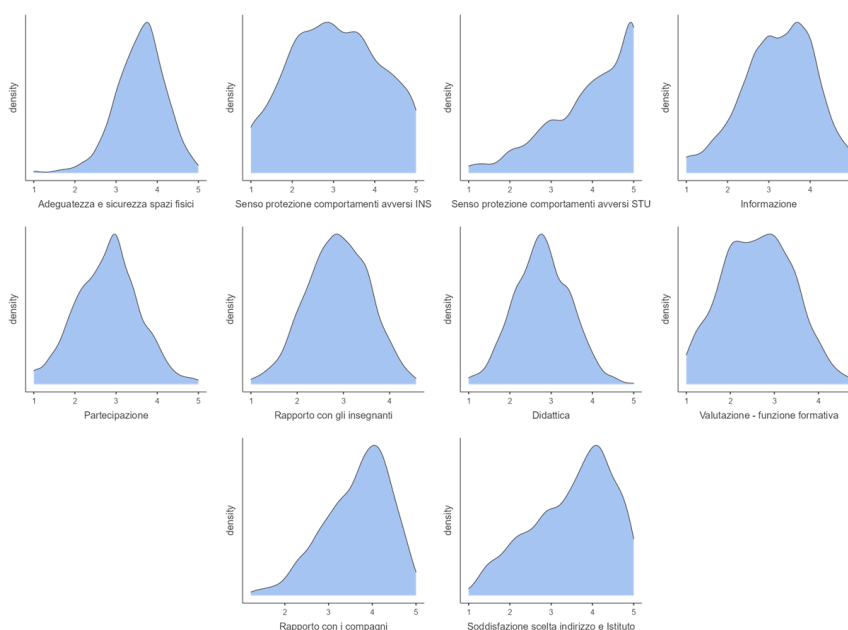 density
1 2 3 4 5
Adeguatezza e sicurezza spazi fisici
density
1 2 3 4 5
Senso protezione comportamenti avversi INS
density
1 2 3 4 5
Senso protezione comportamenti avversi STU
density
1 2 3 4
Informazione
density
1 2 3 4 5
Partecipazione
density
1 2 3 4
Rapporto con gli insegnanti
density
1 2 3 4 5
Didattica
density
1 2 3 4
Valutazione - funzione formativa
density
2 3 4 5
Rapporto con i compagni
density
1 2 3 4 5
Soddisfazione scelta indirizzo e Istituto